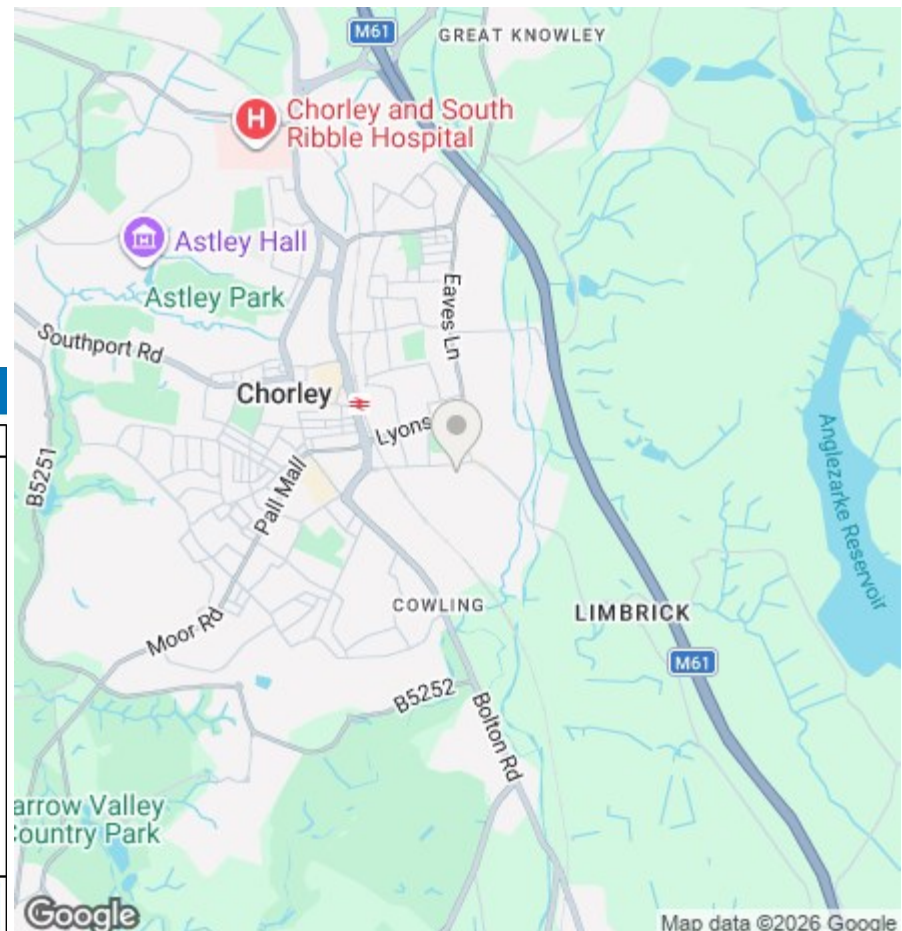 M61
GREAT KNOWLEY
H
Chorley and South
Ribble Hospital
Astley Hall
Astley Park
Eaves Ln
Southport Rd
Chorley
Lyons
B5251
Pall Mall
Anglezarke Reservoir
COWLING
LIMBRICK
Moor Rd
M61
B5252
Bolton Rd
arrow Valley
Country Park
Google
Map data ©2026 Google